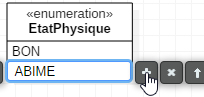 «enumeration»
EtatPhysique
BON
ABIME